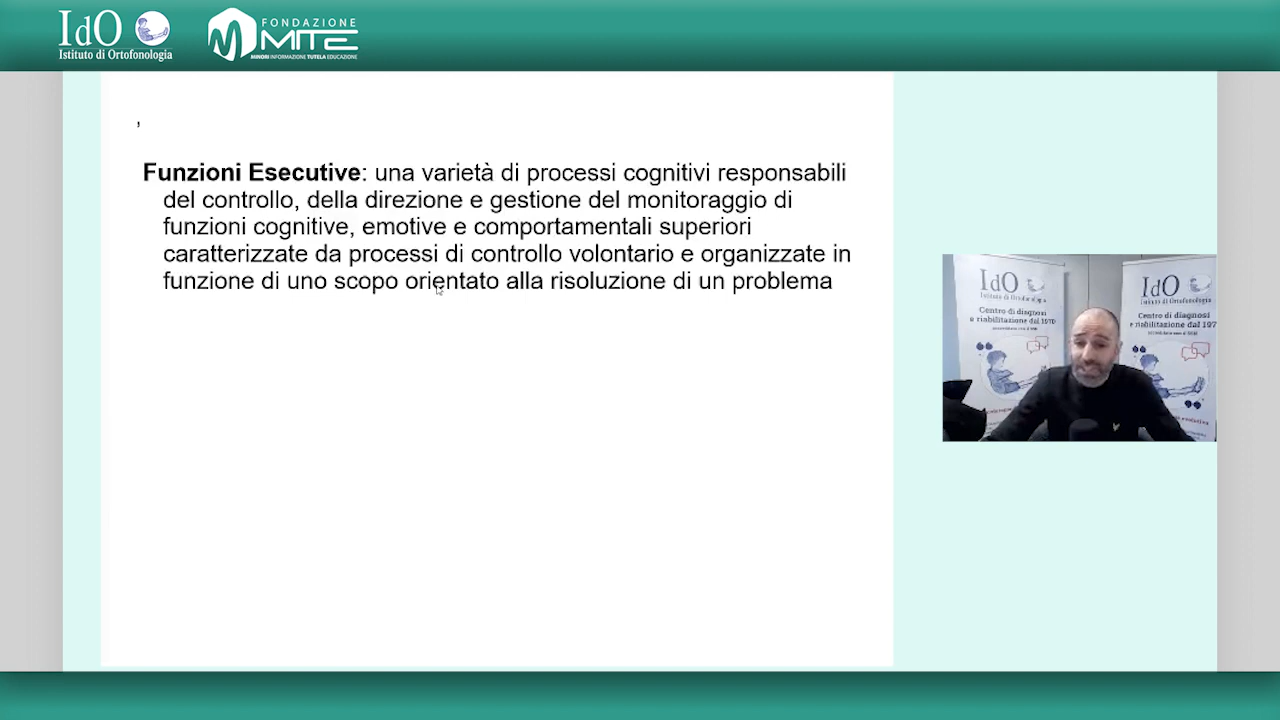 IdO
Istituto di Ortofonologia
FONDAZIONE
MITE
MINORI INFORMAZIONE TUTELA EDUCAZIONE
,
Funzioni Esecutive: una varietà di processi cognitivi responsabili
del controllo, della direzione e gestione del monitoraggio di
funzioni cognitive, emotive e comportamentali superiori
caratterizzate da processi di controllo volontario e organizzate in
funzione di uno scopo orientato alla risoluzione di un problema
IdO
Istituto di
Centro di diagnosi
e riabilitazione dal 1970
IdO
Istituto di Ortofonologia
Centro di diagnosi
e riabilitazione dal 197